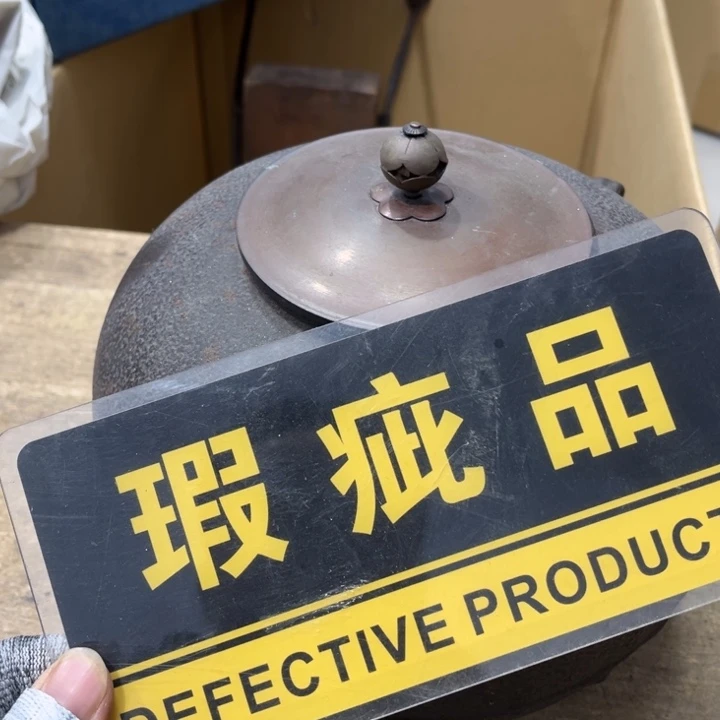 瑕疵品
DEFECTIVE PRODUCT